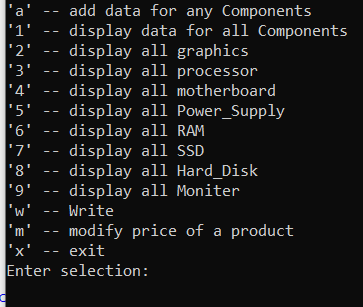 'a' -- add data for any Components
'1' -- display data for all Components
'2' -- display all graphics
'3' -- display all processor
'4' -- display all motherboard
'5' -- display all Power_Supply
'6' -- display all RAM
'7' -- display all SSD
'8' -- display all Hard_Disk
'9' -- display all Moniter
'w' -- Write
'm' -- modify price of a product
'x' -- exit
Enter selection: